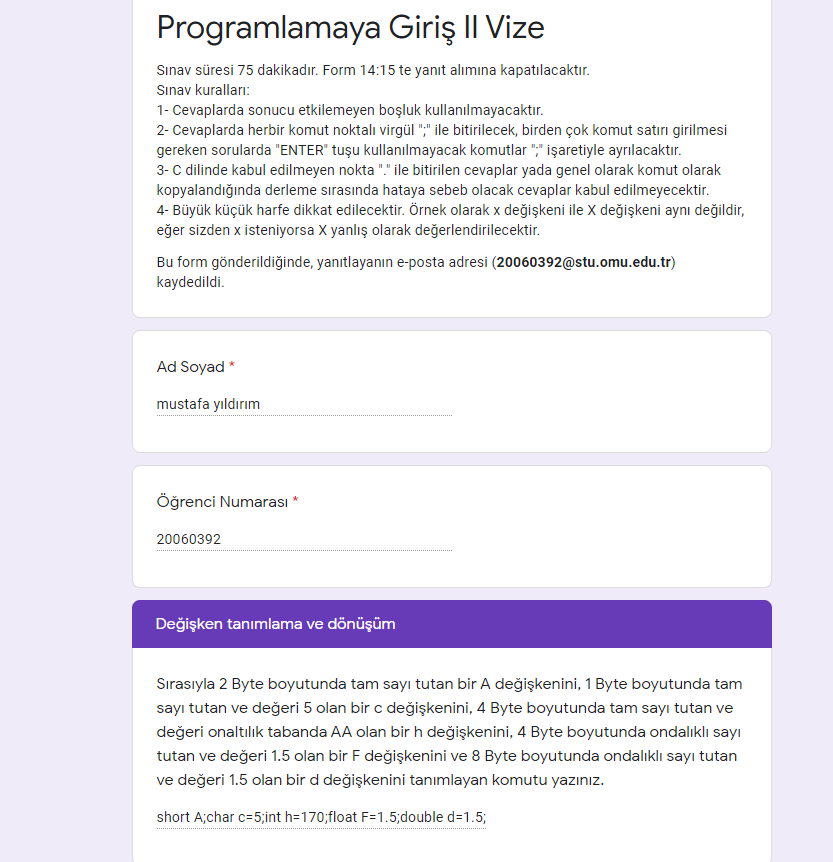 Programlamaya Giriş II Vize
Sınav süresi 75 dakikadır. Form 14:15 te yanıt alımına kapatılacaktır.
Sınav kuralları:
1- Cevaplarda sonucu etkilemeyen boşluk kullanılmayacaktır.
2- Cevaplarda herbir komut noktalı virgül ";" ile bitirilecek, birden çok komut satırı girilmesi
gereken sorularda "ENTER" tuşu kullanılmayacak komutlar ";" işaretiyle ayrılacaktır.
3- C dilinde kabul edilmeyen nokta "." ile bitirilen cevaplar yada genel olarak komut olarak
kopyalandığında derleme sırasında hataya sebeb olacak cevaplar kabul edilmeyecektir.
4- Büyük küçük harfe dikkat edilecektir. Örnek olarak x değişkeni ile X değişkeni aynı değildir,
eğer sizden x isteniyorsa X yanlış olarak değerlendirilecektir.
Bu form gönderildiğinde, yanıtlayanın e-posta adresi (20060392@stu.omu.edu.tr)
kaydedildi.
Ad Soyad *
mustafa yıldırım
Öğrenci Numarası *
20060392
Değişken tanımlama ve dönüşüm
Sırasıyla 2 Byte boyutunda tam sayı tutan bir A değişkenini, 1 Byte boyutunda tam
sayı tutan ve değeri 5 olan bir c değişkenini, 4 Byte boyutunda tam sayı tutan ve
değeri onaltılık tabanda AA olan bir h değişkenini, 4 Byte boyutunda ondalıklı sayı
tutan ve değeri 1.5 olan bir F değişkenini ve 8 Byte boyutunda ondalıklı sayı tutan
ve değeri 1.5 olan bir d değişkenini tanımlayan komutu yazınız.
short A;char c=5;int h=170;float F=1.5;double d=1.5;